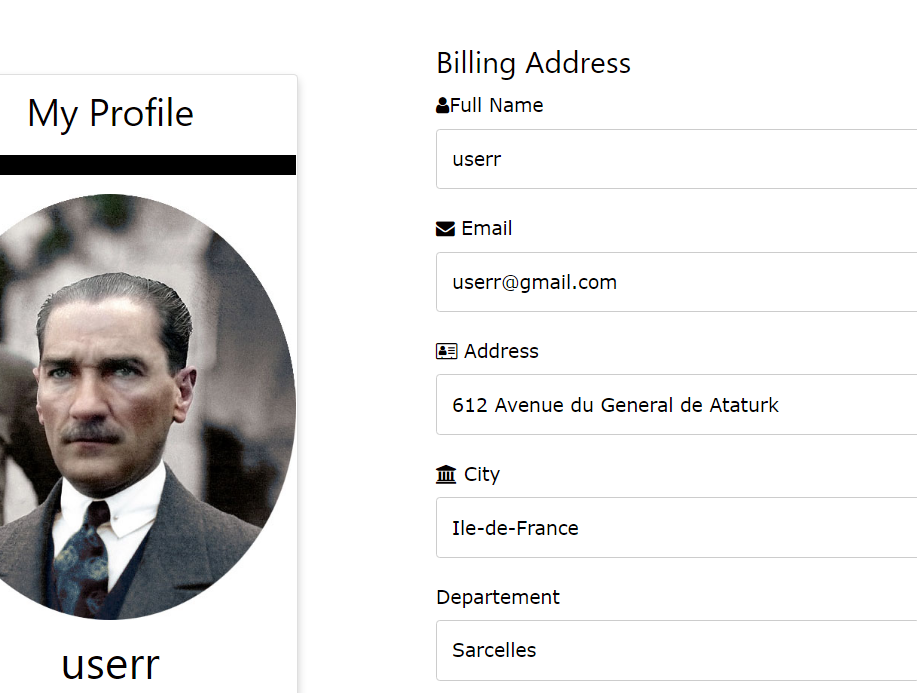 My Profile
userr
Billing Address
Full Name
userr
Email
userr@gmail.com
Address
612 Avenue du General de Ataturk
City
Ile-de-France
Departement
Sarcelles